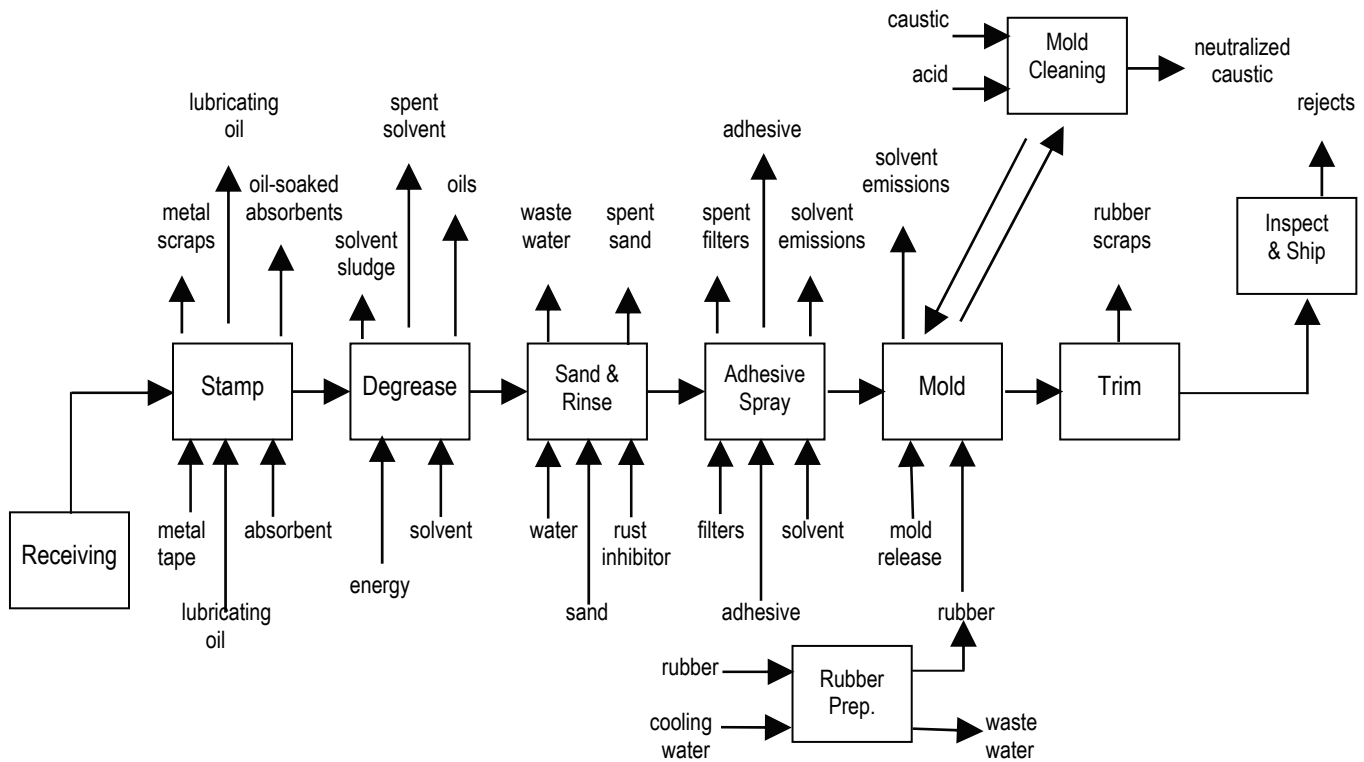 caustic
acid
Mold
Cleaning
neutralized
caustic
rejects
lubricating
oil
spent
solvent
adhesive
solvent
emissions
metal
scraps
oil-soaked
absorbents
solvent
sludge
oils
waste
water
spent
sand
spent
filters
solvent
emissions
rubber
scraps
Inspect
& Ship
Receiving
Stamp
Degrease
Sand &
Rinse
Adhesive
Spray
Mold
Trim
metal
tape
lubricating
oil
absorbent
energy
solvent
water
sand
rust
inhibitor
filters
adhesive
solvent
mold
release
rubber
rubber
cooling
water
Rubber
Prep.
waste
water